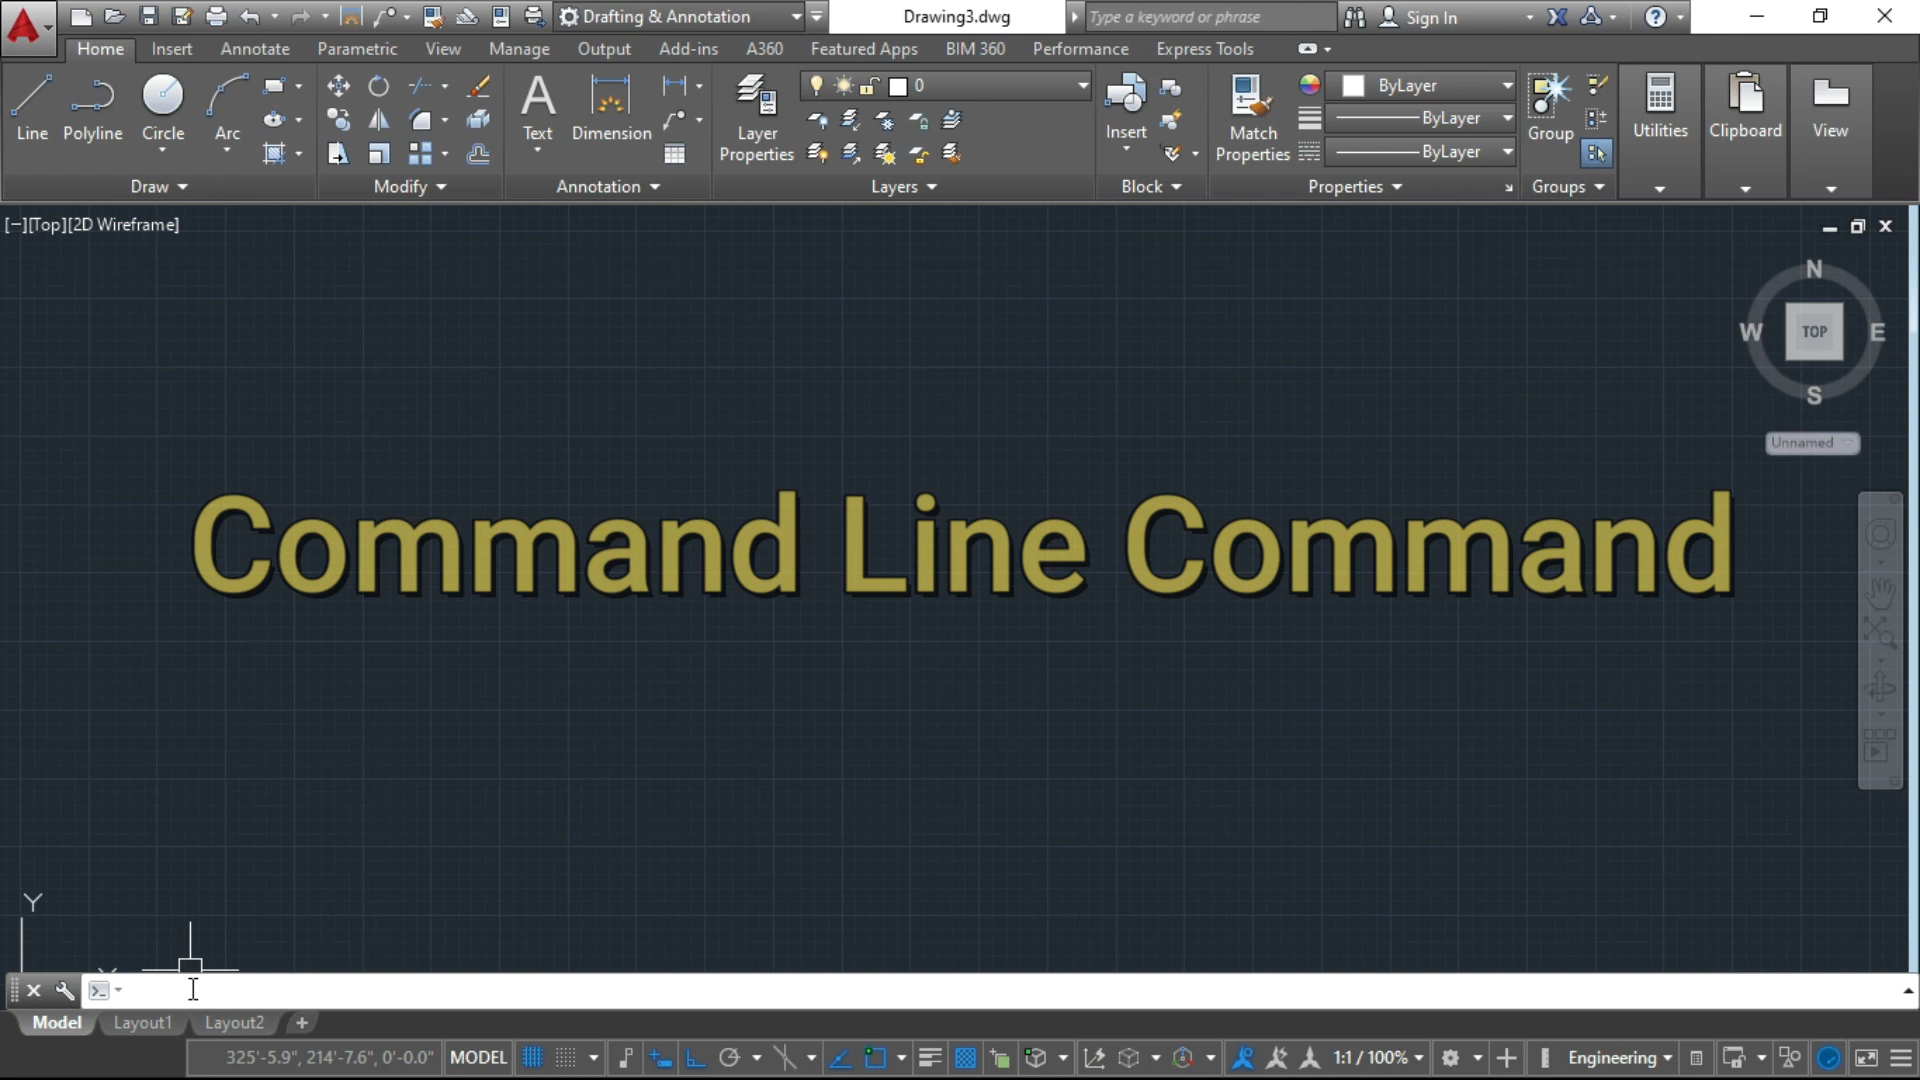 Drafting & Annotation
Drawing3.dwg
Type a keyword or phrase
Sign In
Home Insert Annotate Parametric View Manage Output Add-ins A360 Featured Apps BIM 360 Performance Express Tools
0
ByLayer
ByLayer
ByLayer
Line Polyline Circle Arc
Text Dimension
Layer Properties
Insert
Match Properties
Group
Utilities
Clipboard
View
Draw Modify Annotation Layers Block Properties Groups
[−][Top][2D Wireframe]
N
W TOP E
S
Unnamed
Command Line Command
Y
Model Layout1 Layout2
325'-5.9", 214'-7.6", 0'-0.0" MODEL 1:1 / 100% Engineering